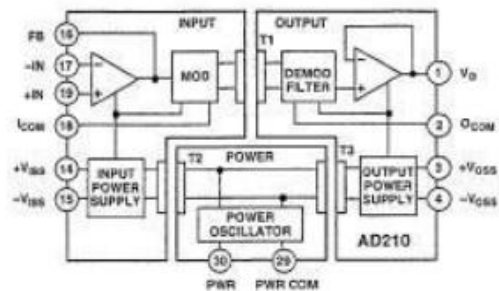 INPUT
OUTPUT
FB 16
-IN 17
+IN 19
ICOM 18
+VISS 14
-VISS 15
MOD
T1
DEMOD
FILTER
1 VO
2 OCOM
3 +VOSS
4 -VOSS
INPUT
POWER
SUPPLY
T2
POWER
T3
OUTPUT
POWER
SUPPLY
POWER
OSCILLATOR
AD210
30
29
PWR
PWR COM